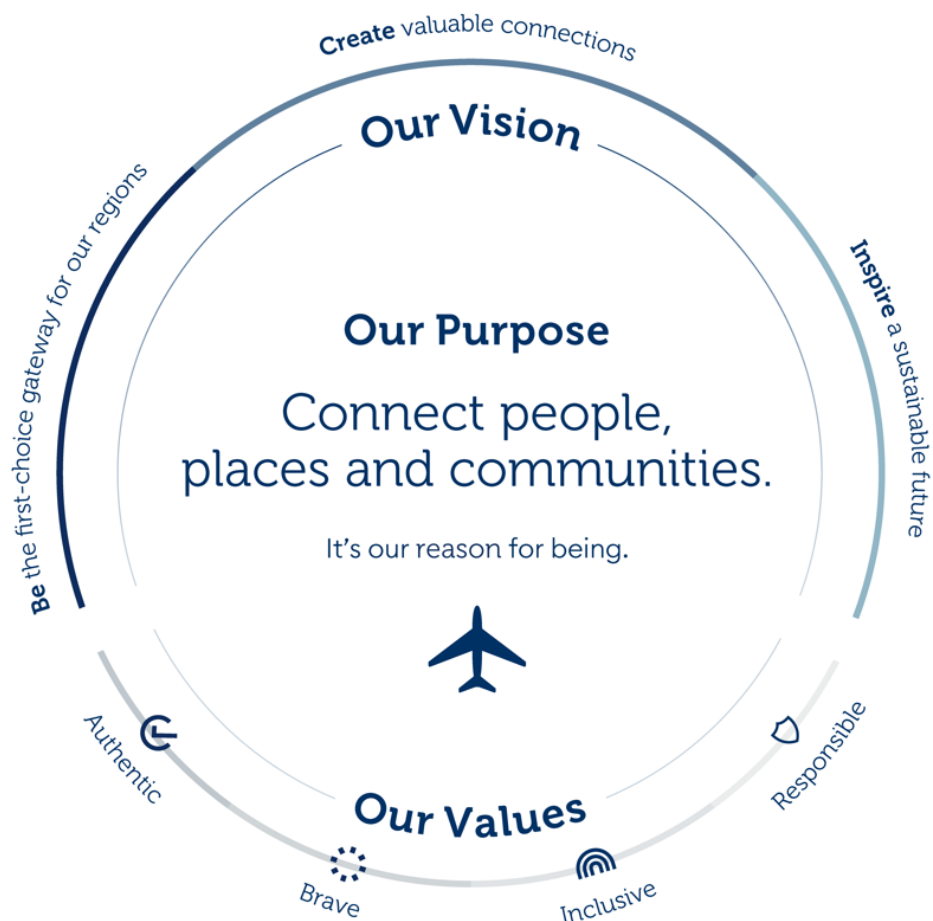 Create valuable connections
Our Vision
Be the first-choice gateway for our regions
Inspire a sustainable future
Our Purpose
Connect people,
places and communities.
It's our reason for being.
Our Values
Authentic
Brave
Inclusive
Responsible